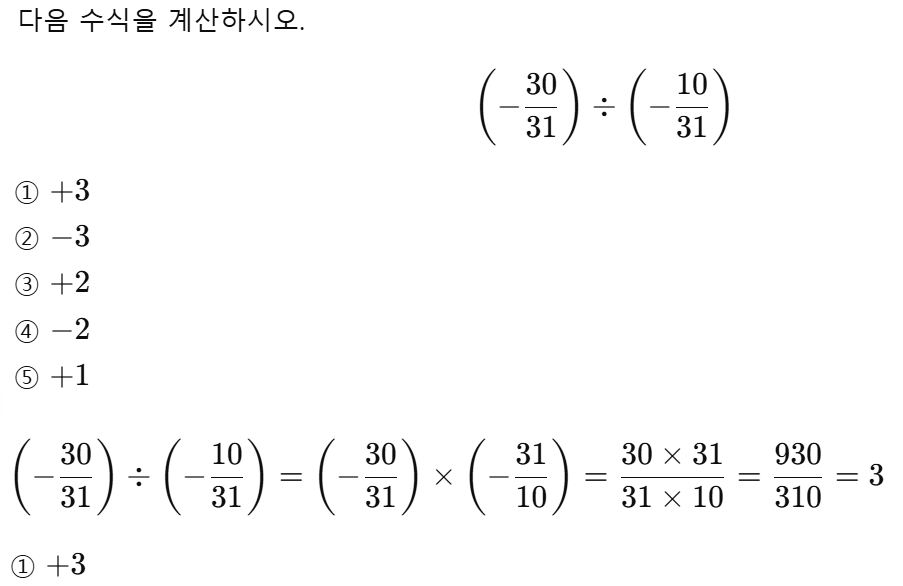 다음 수식을 계산하시오.
(−30/31) ÷ (−10/31)
① +3
② −3
③ +2
④ −2
⑤ +1
(−30/31) ÷ (−10/31) = (−30/31) × (−31/10) = (30 × 31)/(31 × 10) = 930/310 = 3
① +3